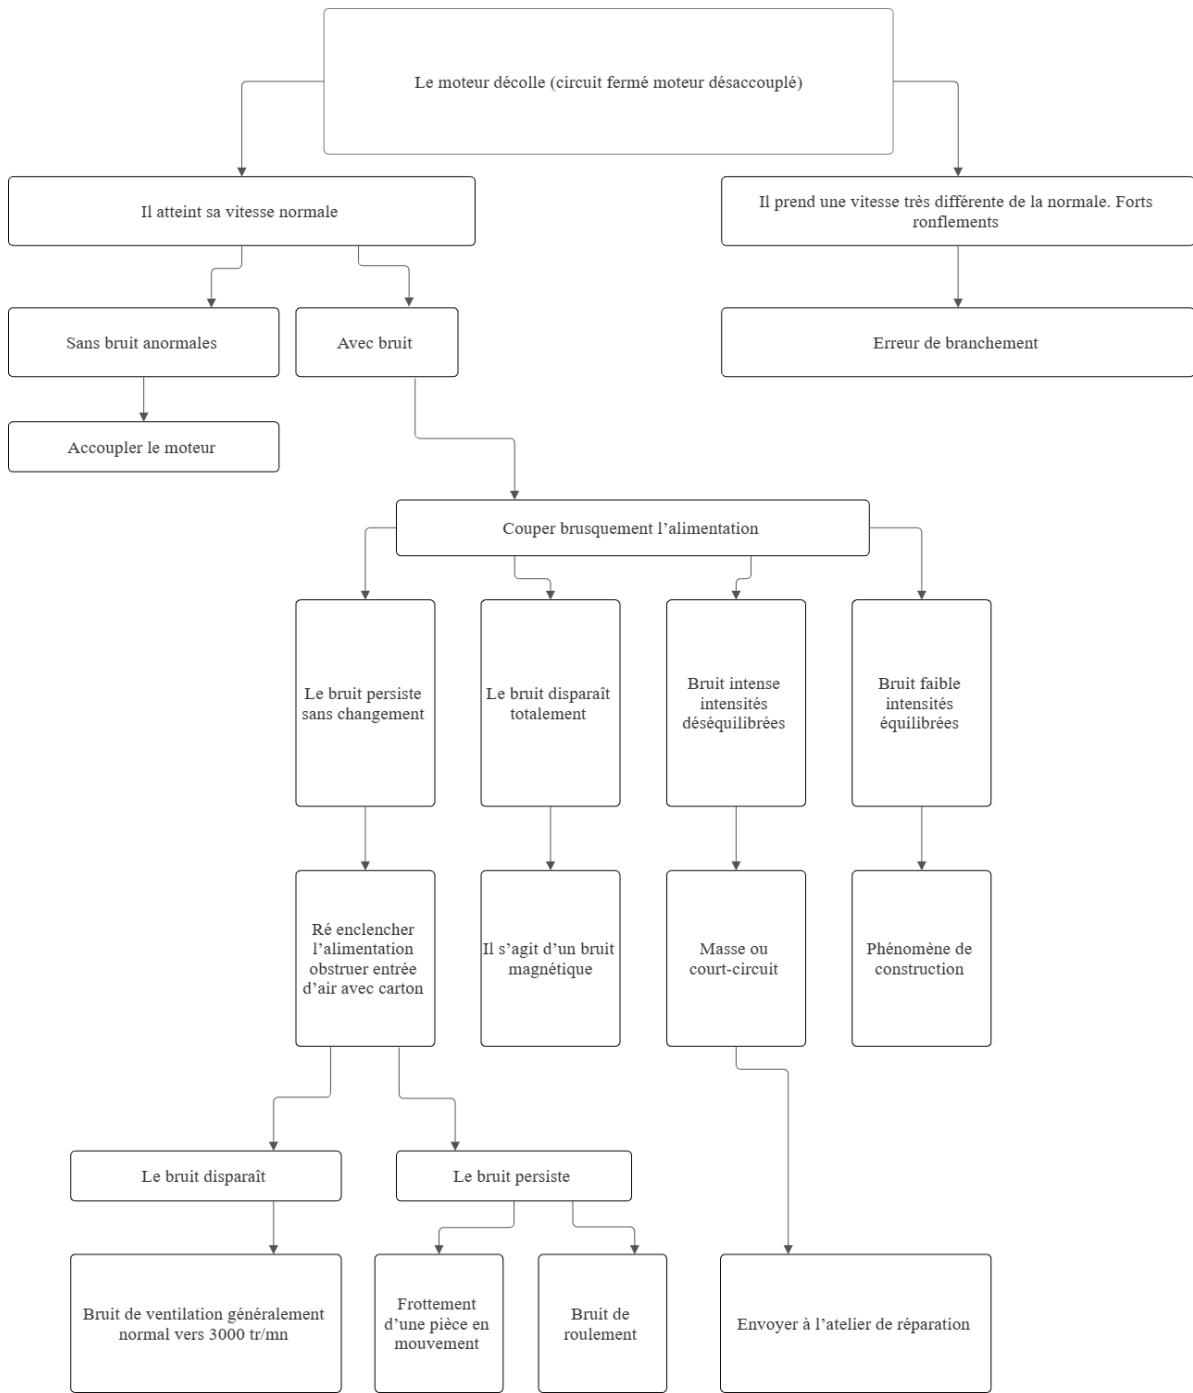 Le moteur décolle (circuit fermé moteur désaccouplé)
Il atteint sa vitesse normale
Il prend une vitesse très différente de la normale. Forts
ronflements
Sans bruit anormales
Avec bruit
Erreur de branchement
Accoupler le moteur
Couper brusquement l’alimentation
Le bruit persiste
sans changement
Le bruit disparaît
totalement
Bruit intense
intensités
déséquilibrées
Bruit faible
intensités
équilibrées
Ré enclencher
l’alimentation
obstruer entrée
d’air avec carton
Il s’agit d’un bruit
magnétique
Masse ou
court-circuit
Phénomène de
construction
Le bruit disparaît
Le bruit persiste
Bruit de ventilation généralement
normal vers 3000 tr/mn
Frottement
d’une pièce en
mouvement
Bruit de
roulement
Envoyer à l’atelier de réparation